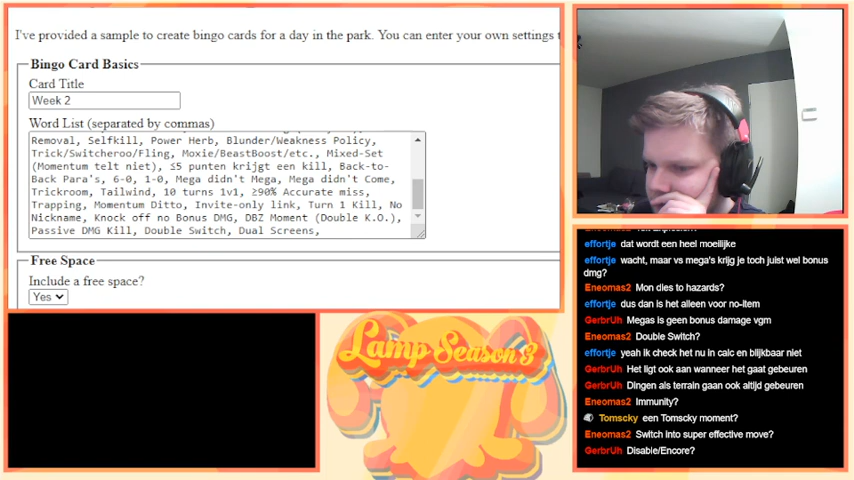 I've provided a sample to create bingo cards for a day in the park. You can enter your own settings t
Bingo Card Basics
Card Title
Week 2
Word List (separated by commas)
Removal, Selfkill, Power Herb, Blunder/Weakness Policy,
Trick/Switcheroo/Fling, Moxie/BeastBoost/etc., Mixed-Set
(Momentum telt niet), ≤5 punten krijgt een kill, Back-to-
Back Para's, 6-0, 1-0, Mega didn't Mega, Mega didn't Come,
Trickroom, Tailwind, 10 turns 1v1, ≥90% Accurate miss,
Trapping, Momentum Ditto, Invite-only link, Turn 1 Kill, No
Nickname, Knock off no Bonus DMG, DBZ Moment (Double K.O.),
Passive DMG Kill, Double Switch, Dual Screens,
Free Space
Include a free space?
Yes
Lamp Season 3
effortje dat wordt een heel moeilijke
effortje wacht, maar vs mega's krijg je toch juist wel bonus
dmg?
Eneomas2 Mon dies to hazards?
effortje dus dan is het alleen voor no-item
GerbrUh Megas is geen bonus damage vgm
Eneomas2 Double Switch?
effortje yeah ik check het nu in calc en blijkbaar niet
GerbrUh Het ligt ook aan wanneer het gaat gebeuren
GerbrUh Dingen als terrain gaan ook altijd gebeuren
Eneomas2 Immunity?
Tomscky een Tomscky moment?
Eneomas2 Switch into super effective move?
GerbrUh Disable/Encore?